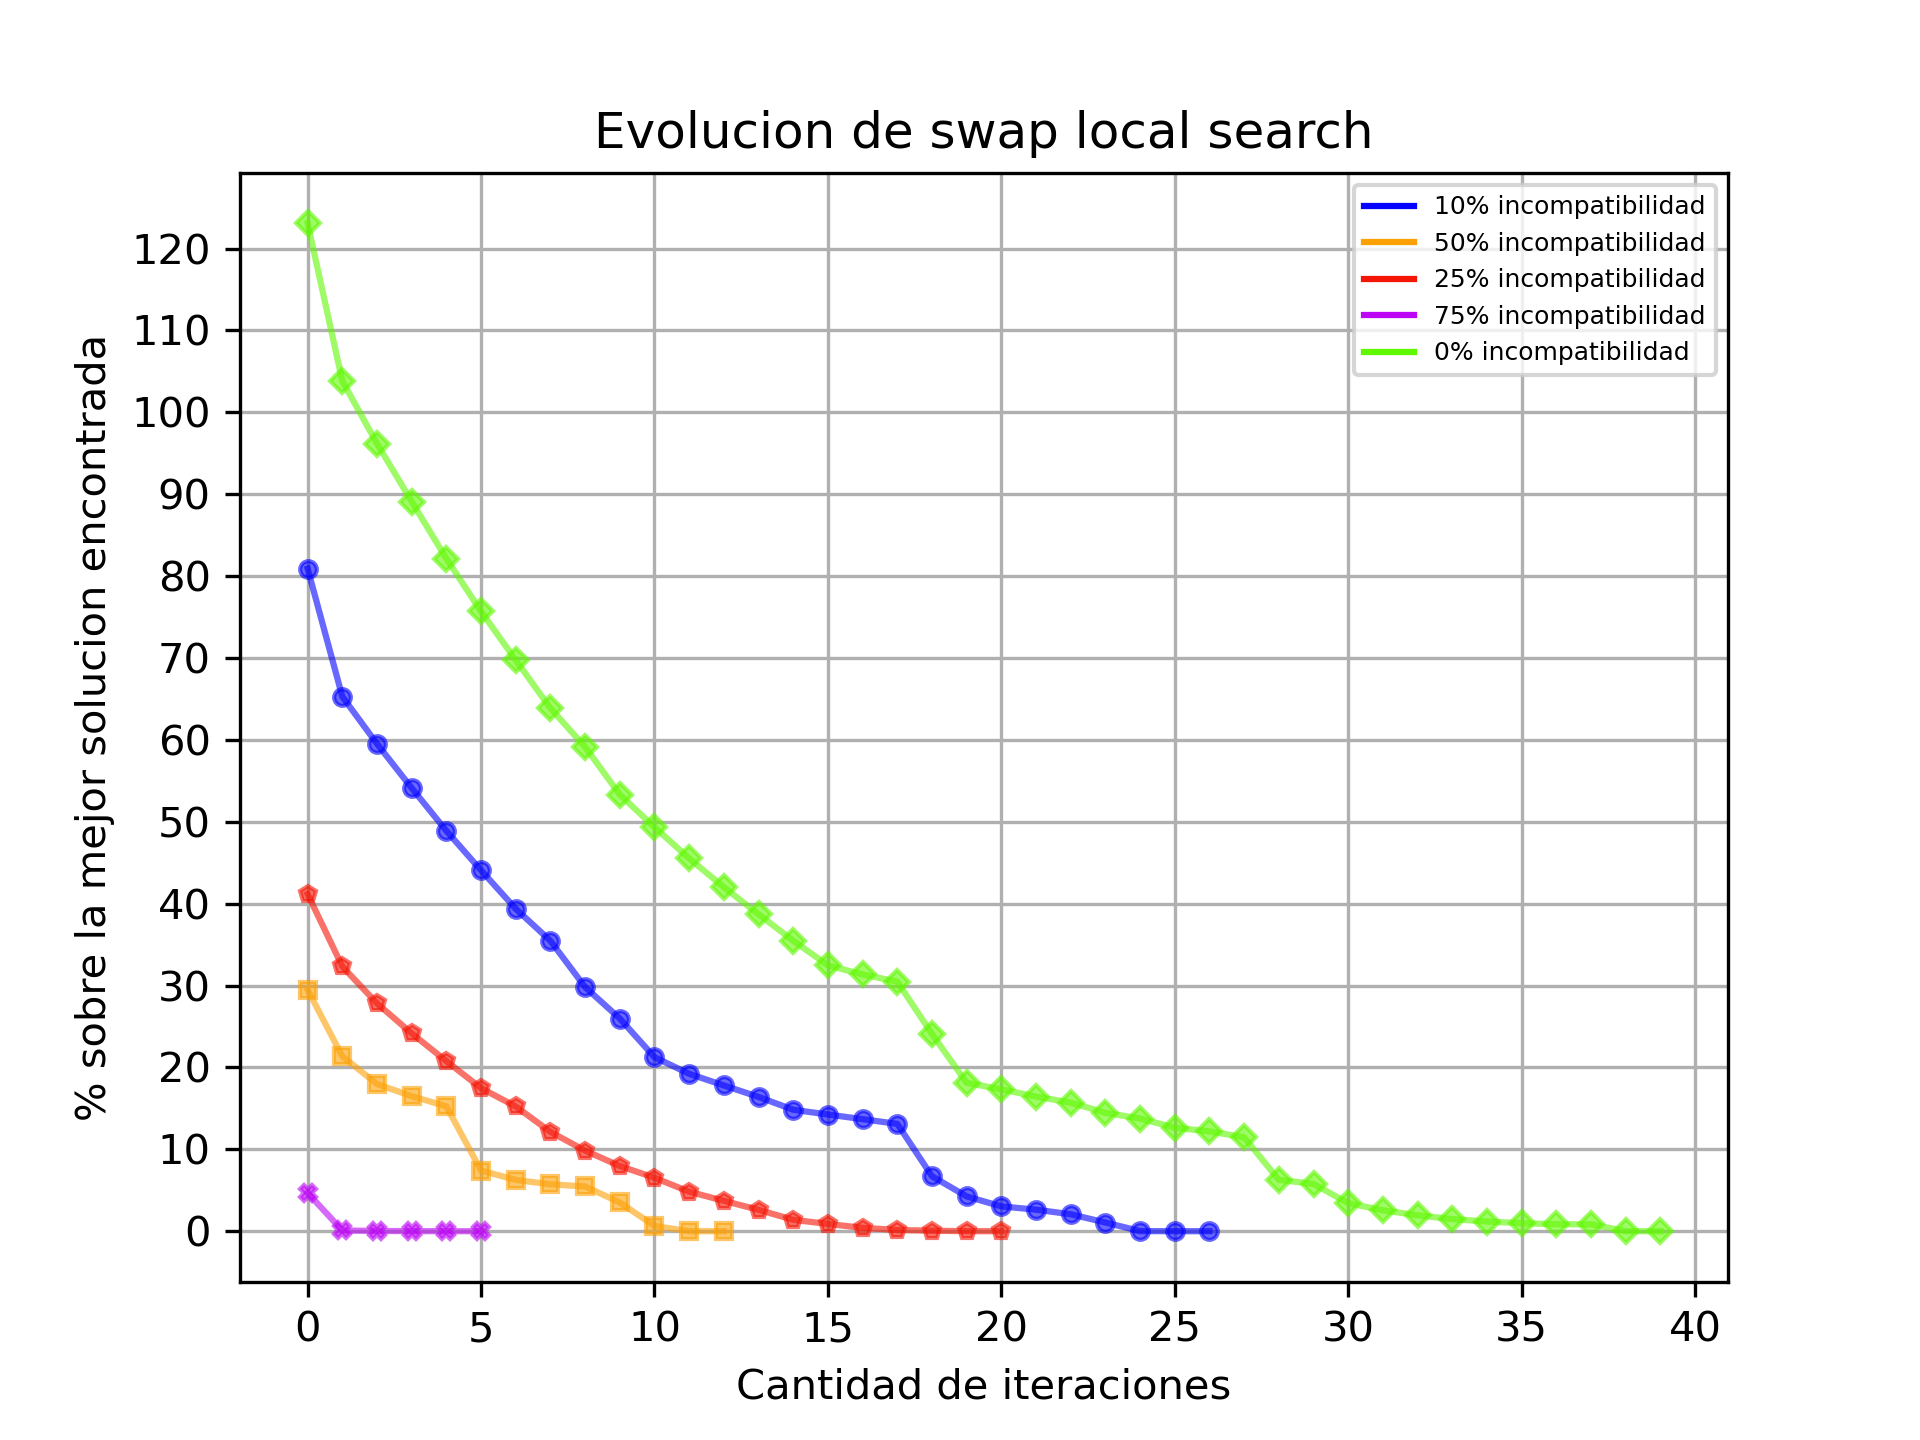 Evolucion de swap local search
10% incompatibilidad
50% incompatibilidad
25% incompatibilidad
75% incompatibilidad
0% incompatibilidad
% sobre la mejor solucion encontrada
120
110
100
90
80
70
60
50
40
30
20
10
0
0 5 10 15 20 25 30 35 40
Cantidad de iteraciones